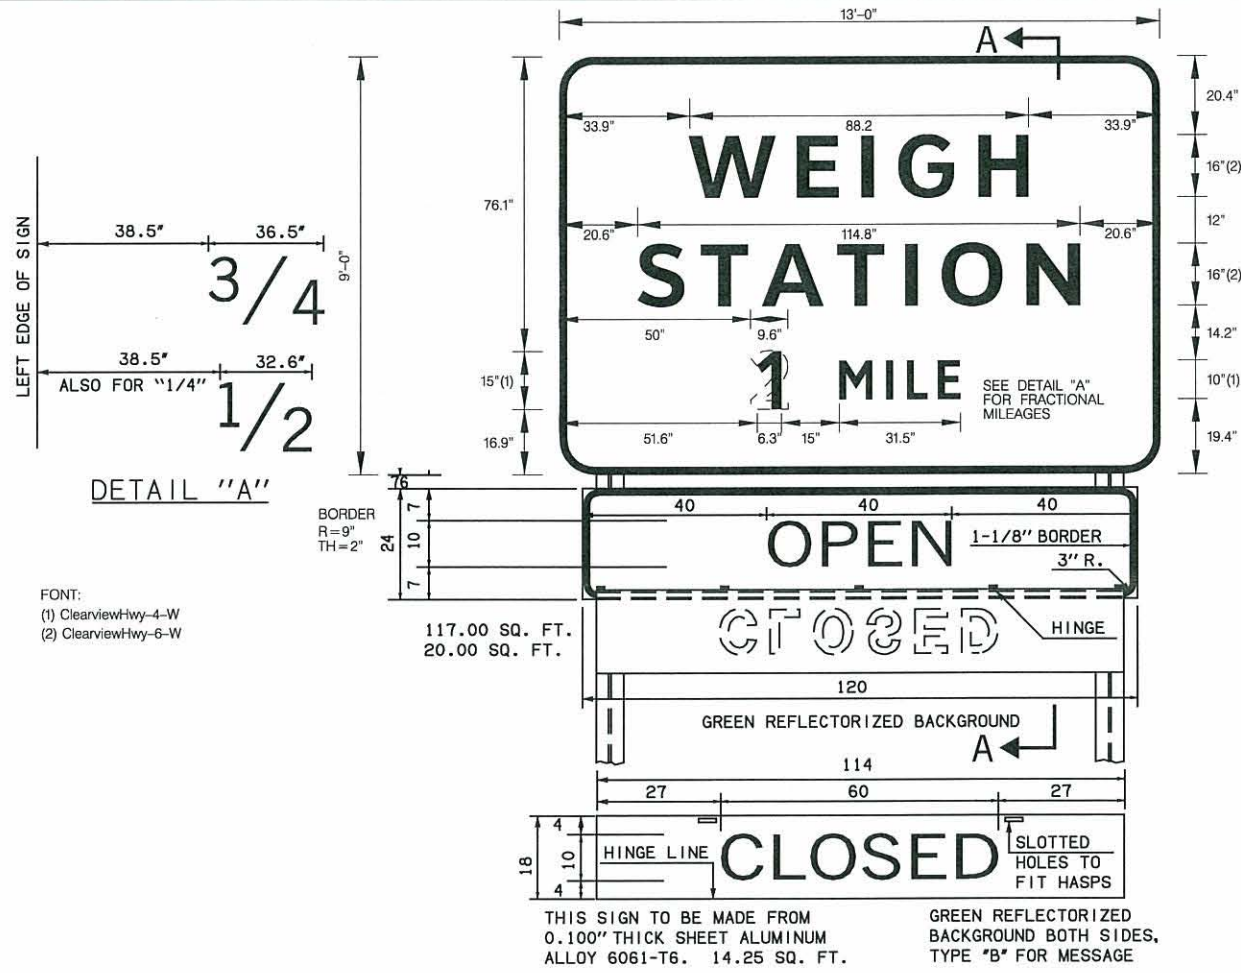 13'-0"
A
20.4"
33.9"
88.2
33.9"
WEIGH
16"(2)
76.1"
12"
20.6"
114.8"
20.6"
STATION
16"(2)
9'-0"
LEFT EDGE OF SIGN
38.5"
36.5"
3/4
50"
9.6"
14.2"
38.5"
32.6"
ALSO FOR "1/4"
1/2
15"(1)
1 MILE
SEE DETAIL "A"
FOR FRACTIONAL
MILEAGES
10"(1)
16.9"
51.6"
6.3"
15"
31.5"
19.4"
DETAIL "A"
76
BORDER
R=9"
TH=2"
24
7
10
7
40
40
40
OPEN
1-1/8" BORDER
3" R.
FONT:
(1) ClearviewHwy-4-W
(2) ClearviewHwy-6-W
117.00 SQ. FT.
20.00 SQ. FT.
CLOSED
HINGE
120
GREEN REFLECTORIZED BACKGROUND
A
114
27
60
27
18
4
10
4
HINGE LINE
CLOSED
SLOTTED
HOLES TO
FIT HASPS
THIS SIGN TO BE MADE FROM
0.100" THICK SHEET ALUMINUM
ALLOY 6061-T6. 14.25 SQ. FT.
GREEN REFLECTORIZED
BACKGROUND BOTH SIDES,
TYPE "B" FOR MESSAGE